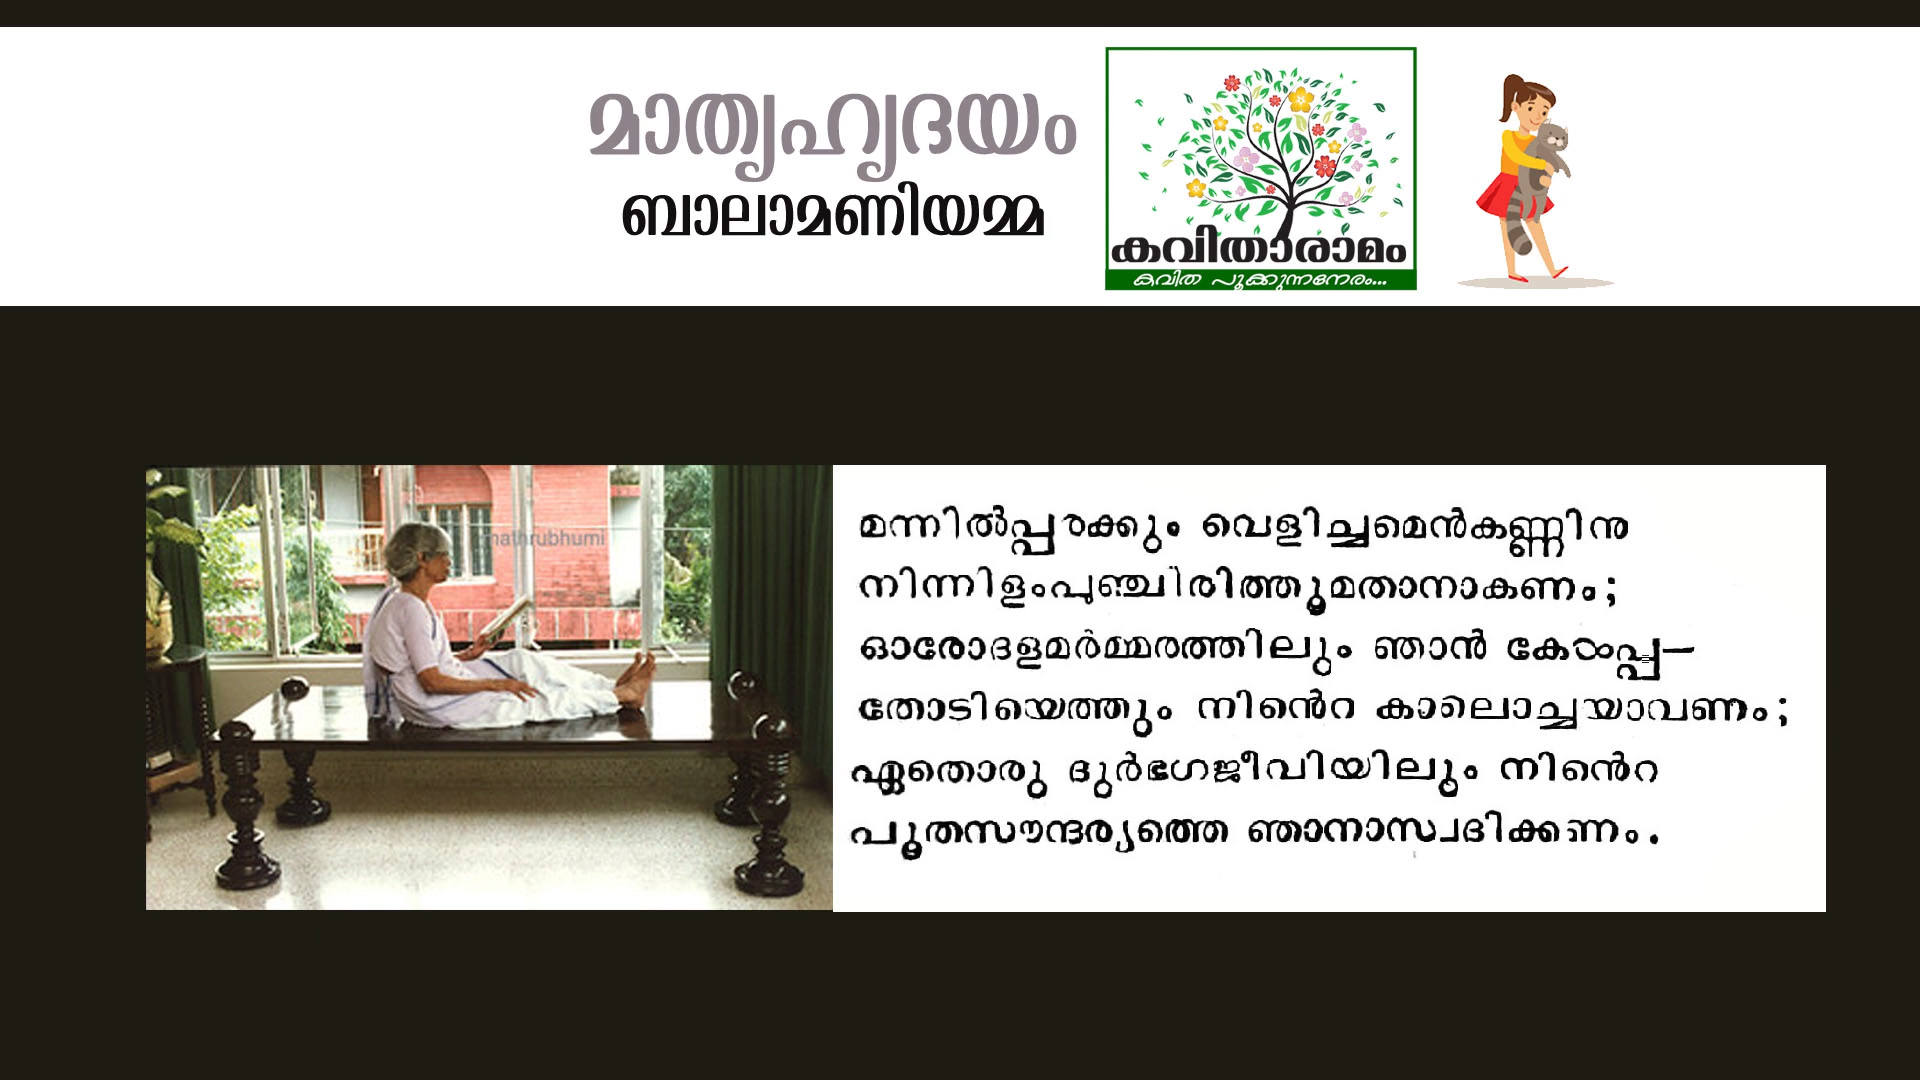 മാതൃഹൃദയം
ബാലാമണിയമ്മ
കവിതാരാമം
കവിത പൂക്കുന്നനേരം...
mathrubhumi
മന്നിൽപ്പരക്കും വെളിച്ചമെൻകണ്ണിനു
നിന്നിളംപുഞ്ചിരിത്തൂമതാനാകണം;
ഓരോദളമർമ്മരത്തിലും ഞാൻ കേൾപ്പ—
തോടിയെത്തും നിൻെറ കാലൊച്ചയാവണം;
ഏതൊരു ദുർഭഗജീവിയിലും നിൻെറ
പൂതസൗന്ദര്യത്തെ ഞാനാസ്വദിക്കണം.